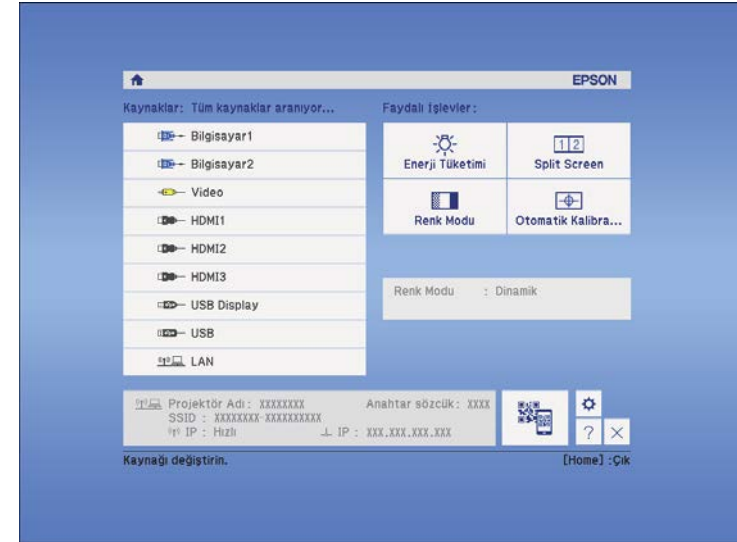 EPSON
Kaynaklar: Tüm kaynaklar aranıyor...
Bilgisayar1
Bilgisayar2
Video
HDMI1
HDMI2
HDMI3
USB Display
USB
LAN
Faydalı İşlevler:
Enerji Tüketimi
1 2
Split Screen
Renk Modu
Otomatik Kalibra...
Renk Modu : Dinamik
Projektör Adı: XXXXXXXX Anahtar sözcük: XXXX
SSID : XXXXXXXX-XXXXXXXXXX
IP : Hızlı IP : XXX.XXX.XXX.XXX
?
Kaynağı değiştirin. [Home] :Çık